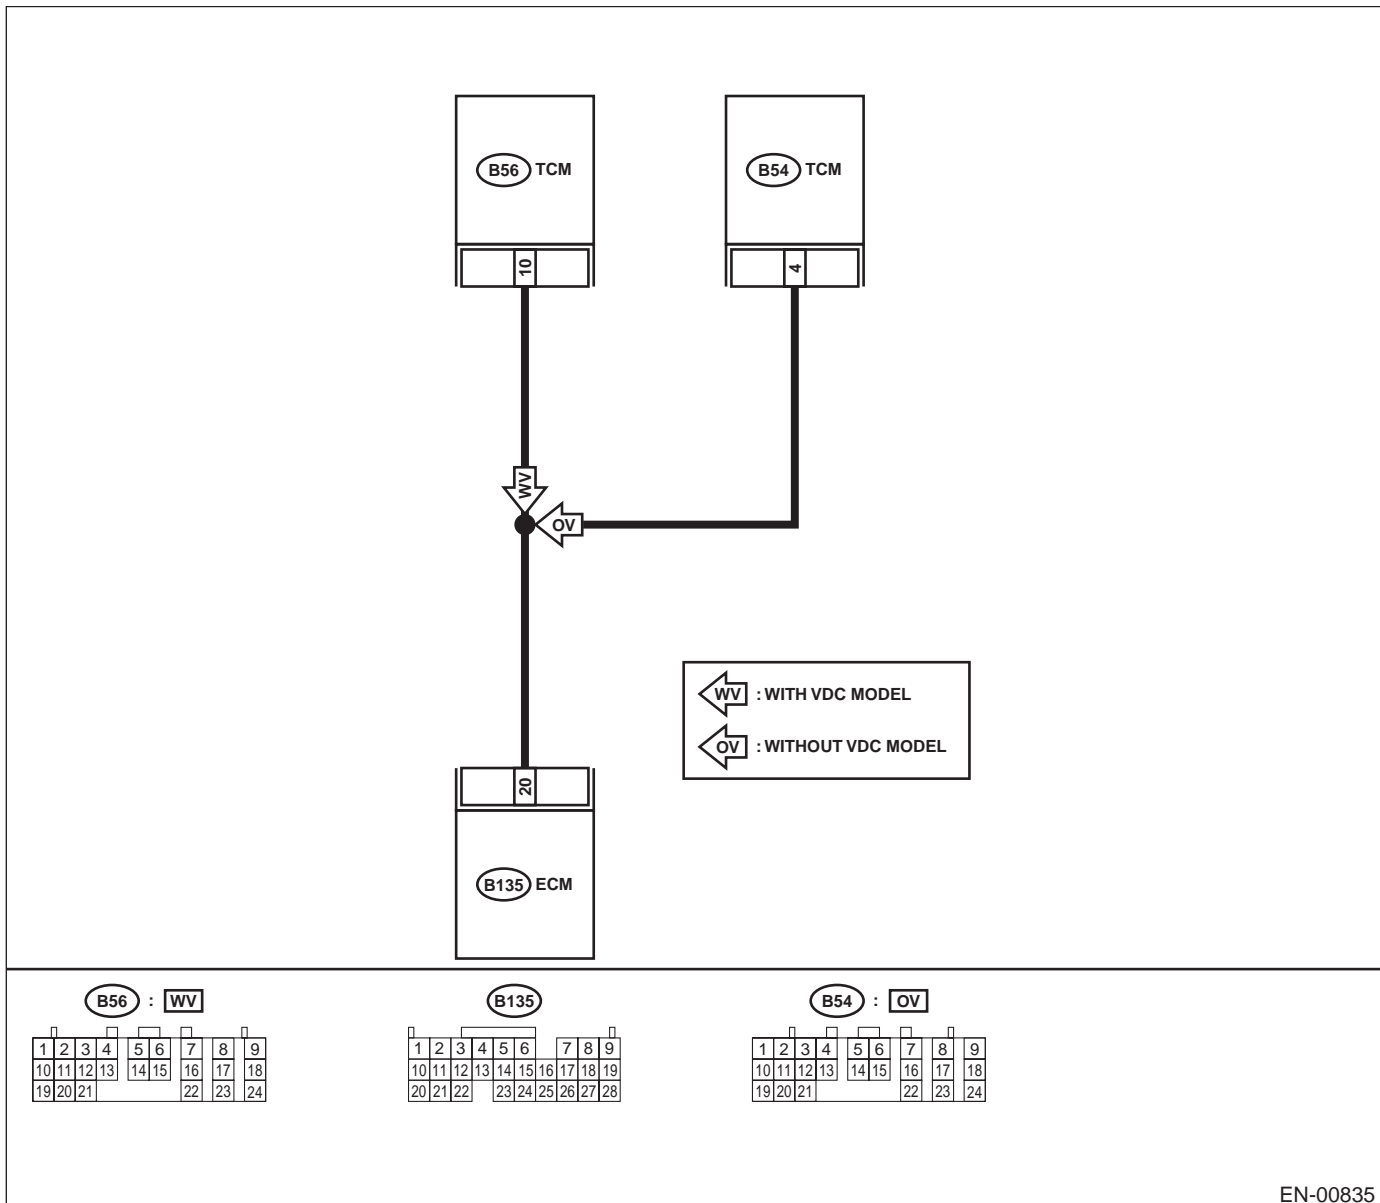 B56 TCM
B54 TCM
10
4
WV
OV
WV : WITH VDC MODEL
OV : WITHOUT VDC MODEL
20
B135 ECM
B56 : WV
1 2 3 4 5 6 7 8 9
10 11 12 13 14 15 16 17 18
19 20 21 22 23 24
B135
1 2 3 4 5 6 7 8 9
10 11 12 13 14 15 16 17 18 19
20 21 22 23 24 25 26 27 28
B54 : OV
1 2 3 4 5 6 7 8 9
10 11 12 13 14 15 16 17 18
19 20 21 22 23 24
EN-00835